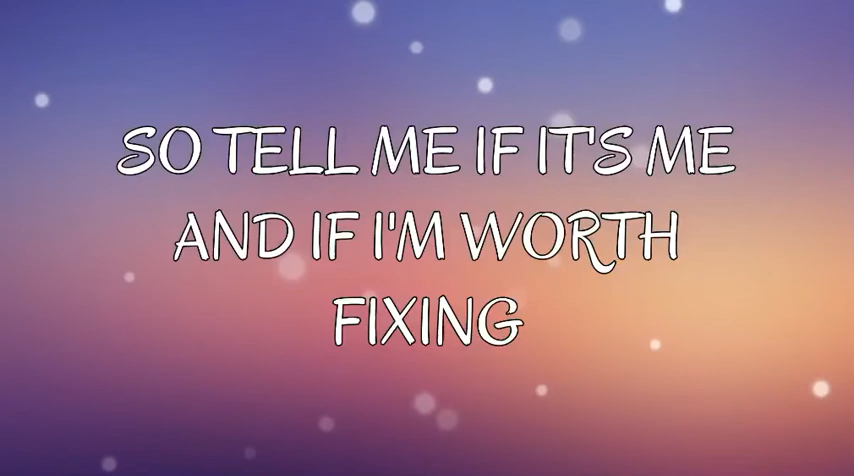 SO TELL ME IF IT'S ME
AND IF I'M WORTH
FIXING